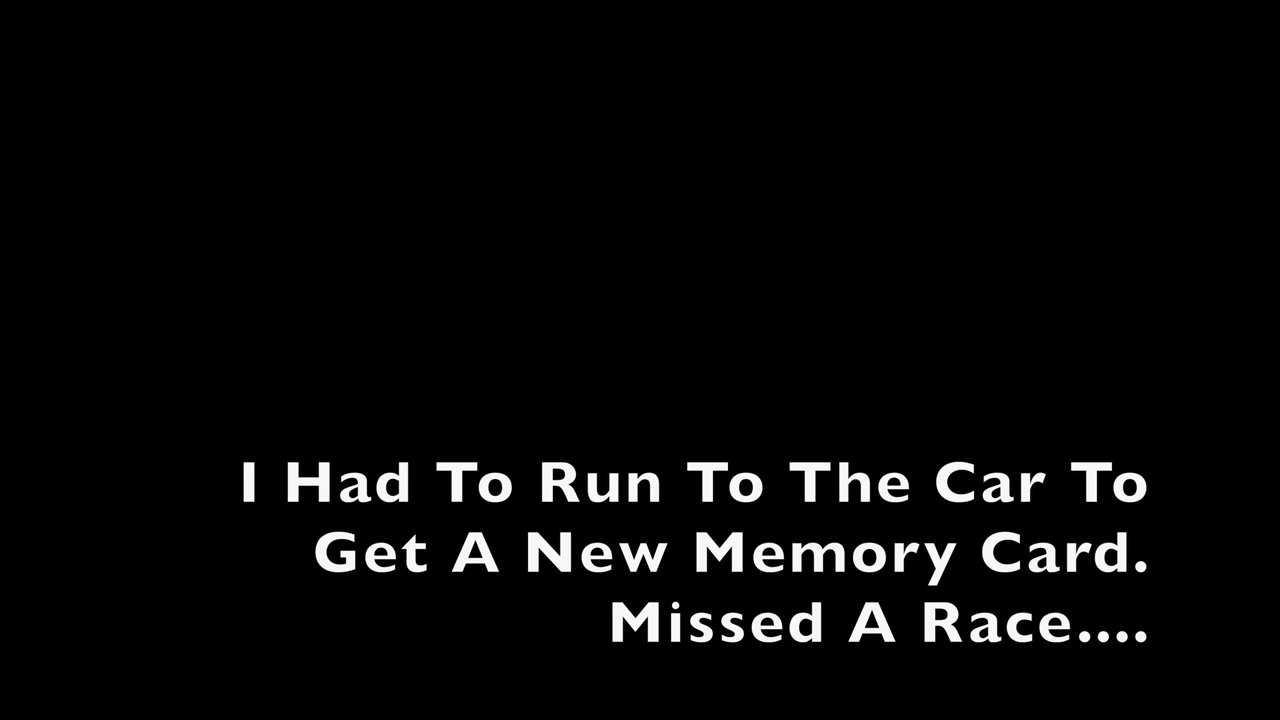 I Had To Run To The Car To
Get A New Memory Card.
Missed A Race....